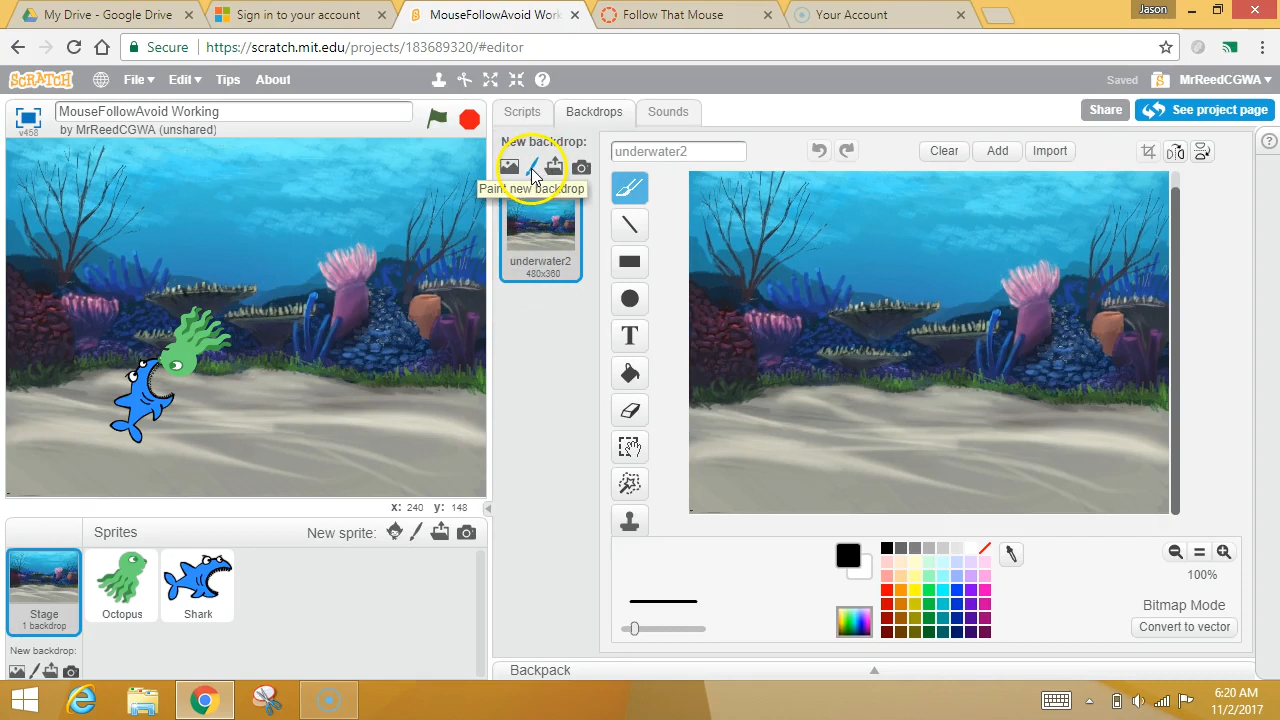 My Drive - Google Drive
Sign in to your account
MouseFollowAvoid Work
Follow That Mouse
Your Account
Jason
Secure
https://scratch.mit.edu/projects/183689320/#editor
SCRATCH
File
Edit
Tips
About
Saved
MrReedCGWA
v458
MouseFollowAvoid Working
by MrReedCGWA (unshared)
Scripts
Backdrops
Sounds
Share
See project page
New backdrop:
Paint new backdrop
underwater2
480x360
underwater2
Clear
Add
Import
T
x: 240 y: 148
Sprites
New sprite:
Stage
1 backdrop
Octopus
Shark
New backdrop:
100%
Bitmap Mode
Convert to vector
Backpack
6:20 AM
11/2/2017